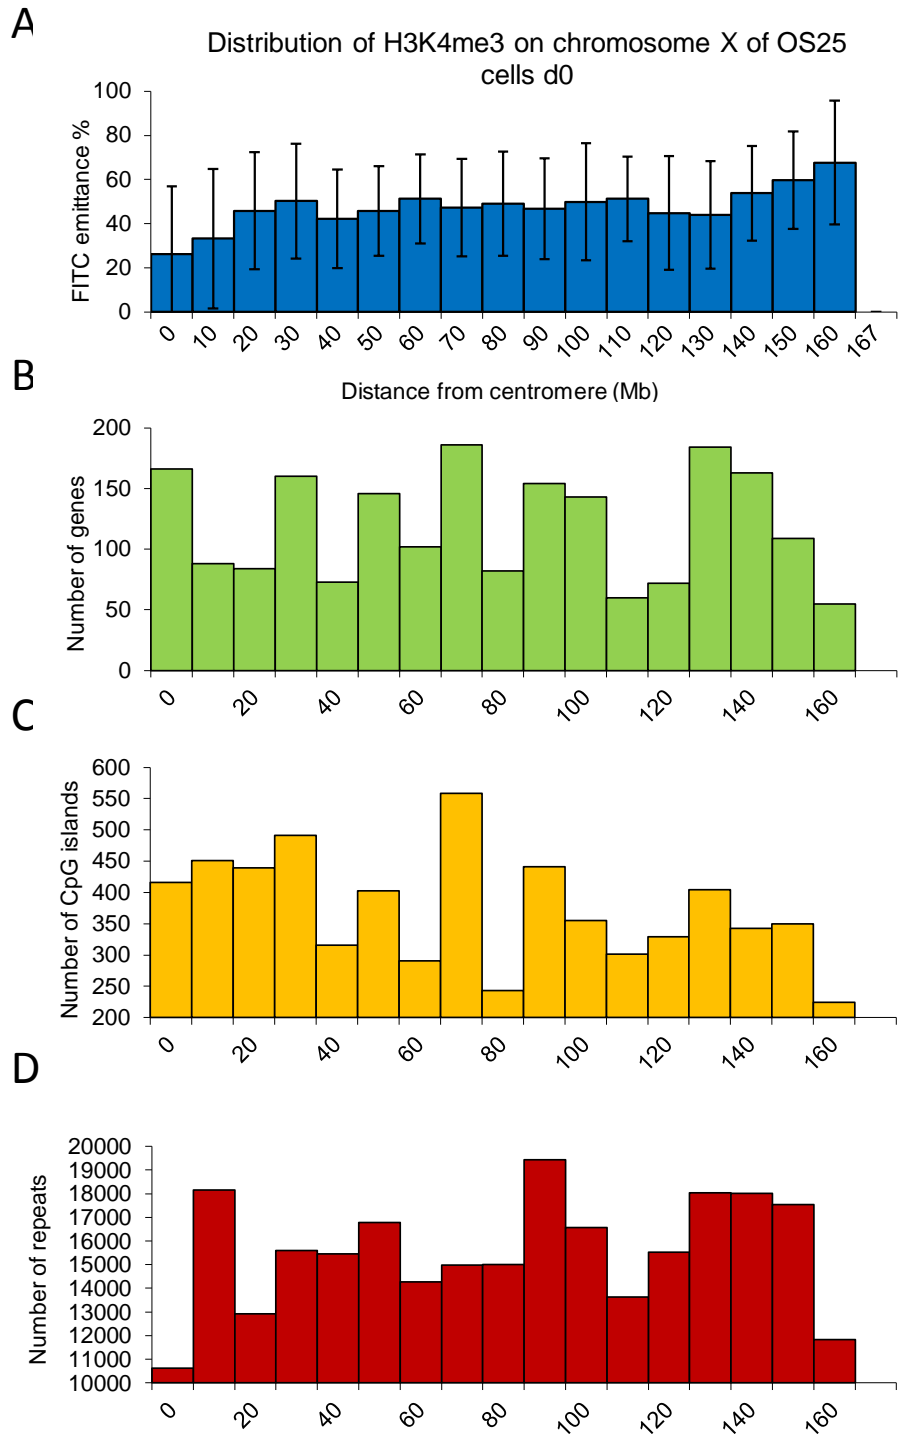 A
Distribution of H3K4me3 on chromosome X of OS25
cells d0
FITC emittance %
100
80
60
40
20
0
0 10 20 30 40 50 60 70 80 90 100 110 120 130 140 150 160 167
Distance from centromere (Mb)
B
Number of genes
200
150
100
50
0
0 20 40 60 80 100 120 140 160
C
Number of CpG islands
600
550
500
450
400
350
300
250
200
0 20 40 60 80 100 120 140 160
D
Number of repeats
20000
19000
18000
17000
16000
15000
14000
13000
12000
11000
10000
0 20 40 60 80 100 120 140 160